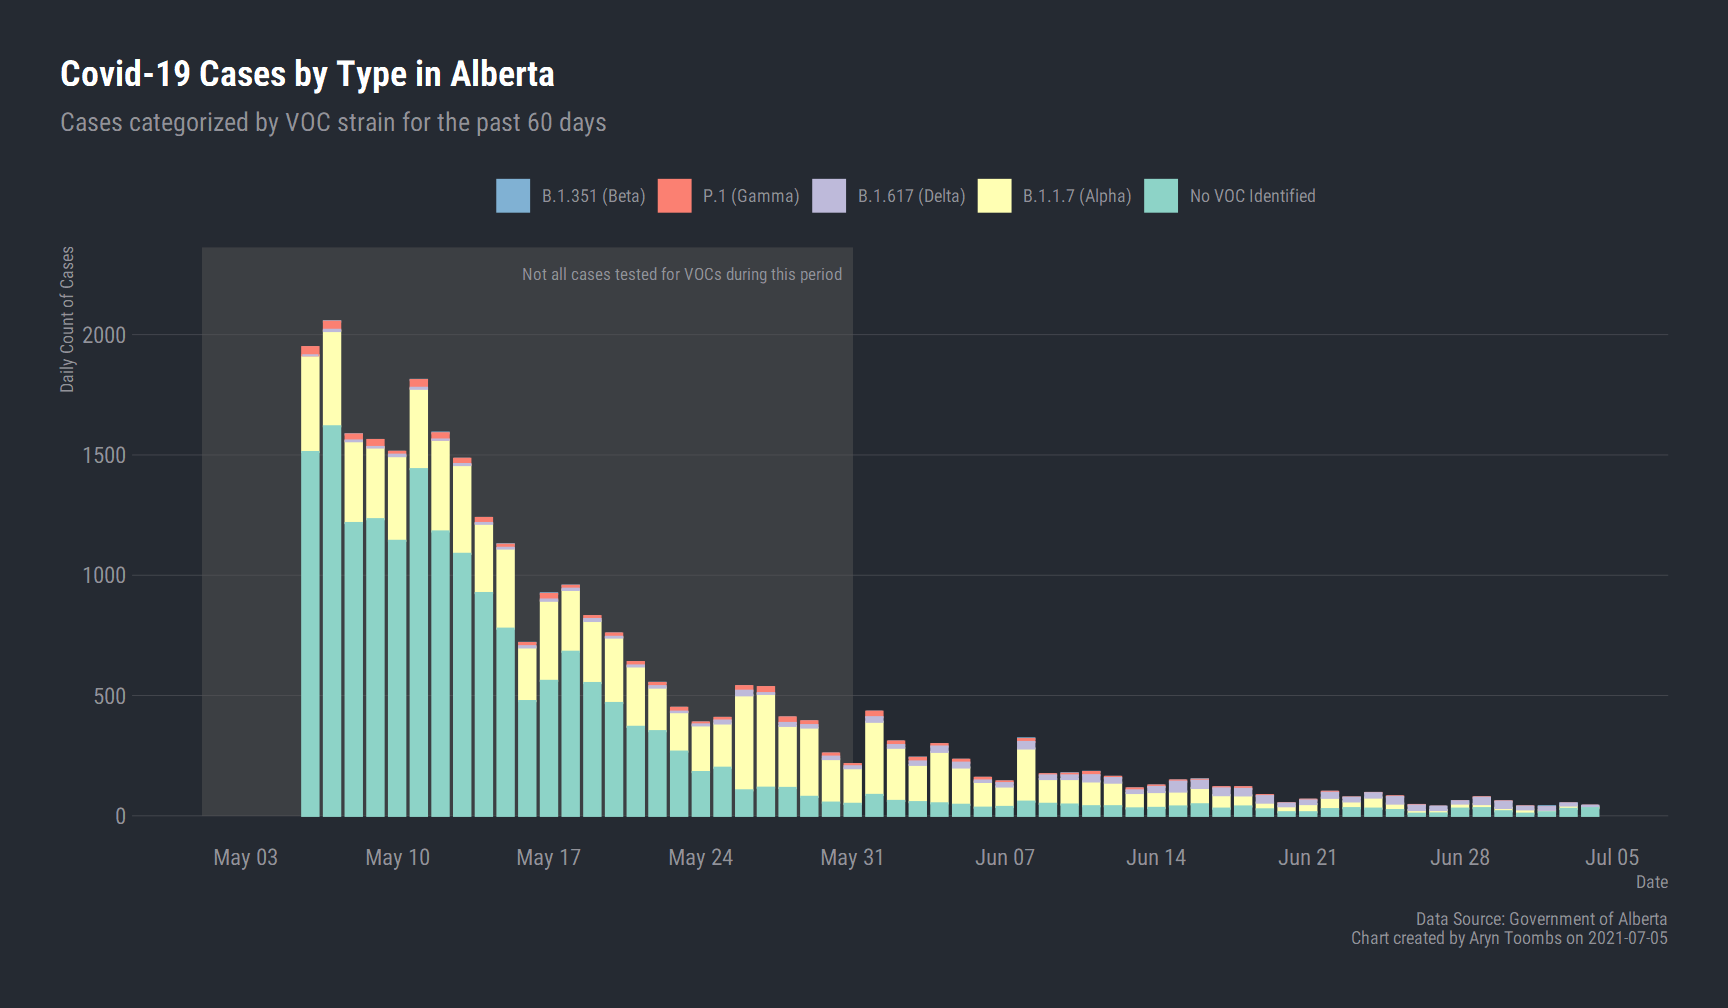 Covid-19 Cases by Type in Alberta
Cases categorized by VOC strain for the past 60 days
B.1.351 (Beta) P.1 (Gamma) B.1.617 (Delta) B.1.1.7 (Alpha) No VOC Identified
Not all cases tested for VOCs during this period
Daily Count of Cases
2000
1500
1000
500
0
May 03 May 10 May 17 May 24 May 31 Jun 07 Jun 14 Jun 21 Jun 28 Jul 05
Date
Data Source: Government of Alberta
Chart created by Aryn Toombs on 2021-07-05